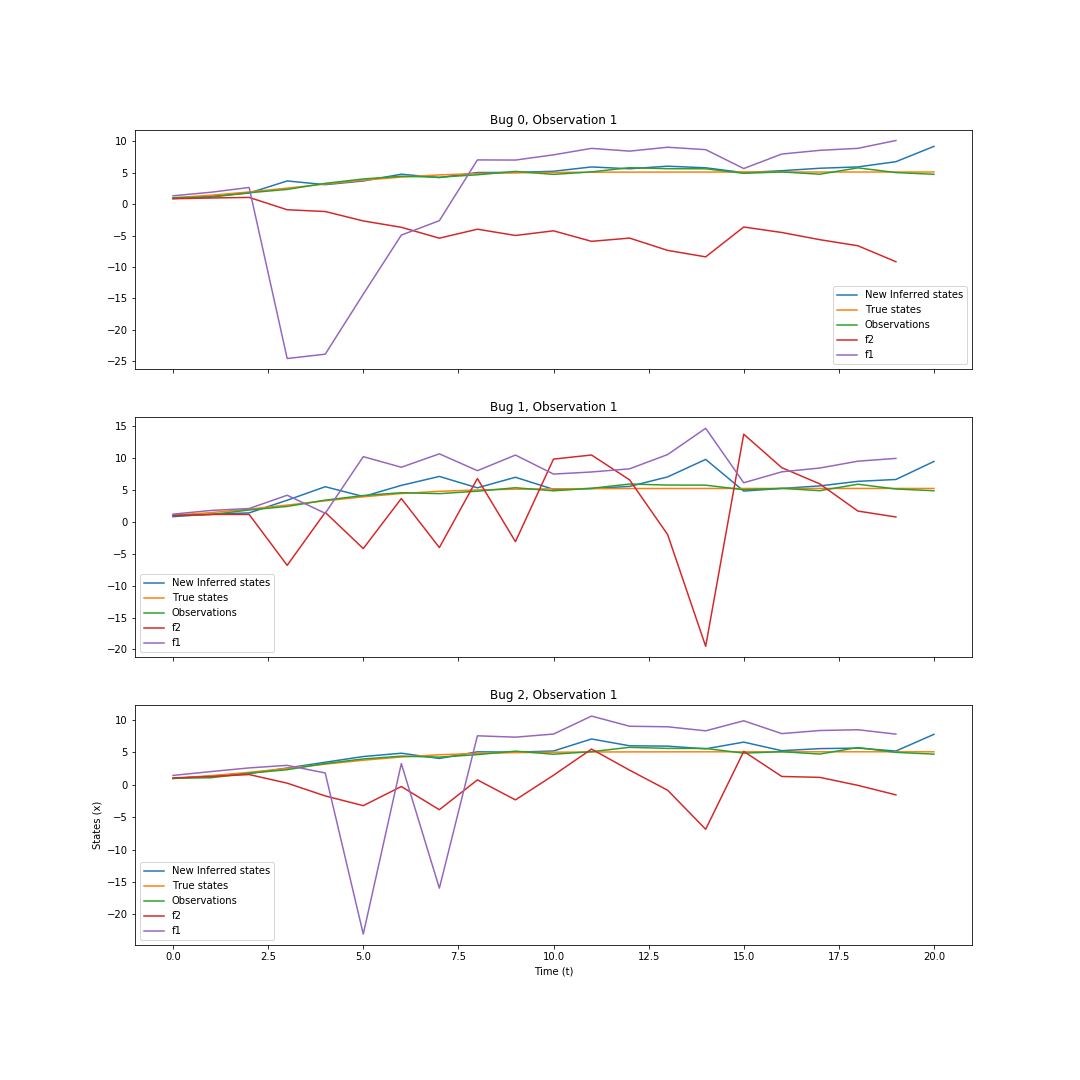 Bug 0, Observation 1
10
5
0
−5
−10
−15
−20
−25
New Inferred states
True states
Observations
f2
f1
Bug 1, Observation 1
15
10
5
0
−5
−10
−15
−20
New Inferred states
True states
Observations
f2
f1
Bug 2, Observation 1
10
5
0
−5
−10
−15
−20
States (x)
New Inferred states
True states
Observations
f2
f1
0.0 2.5 5.0 7.5 10.0 12.5 15.0 17.5 20.0
Time (t)